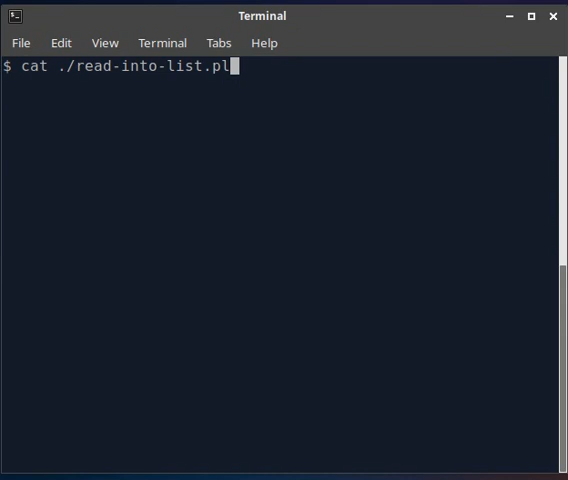 Terminal
File Edit View Terminal Tabs Help
$ cat ./read-into-list.pl